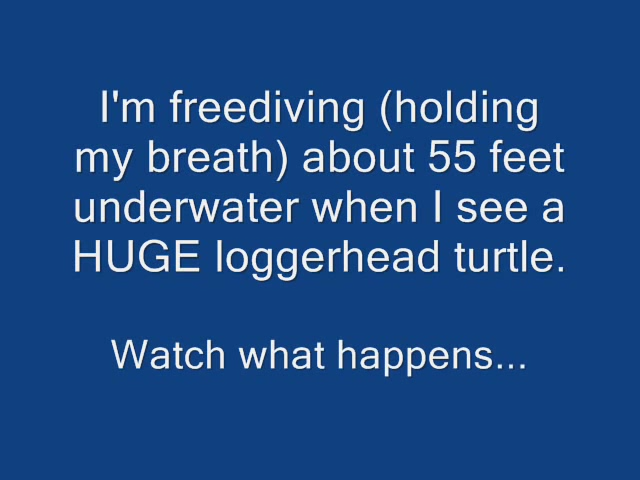 I'm freediving (holding
my breath) about 55 feet
underwater when I see a
HUGE loggerhead turtle.
Watch what happens...